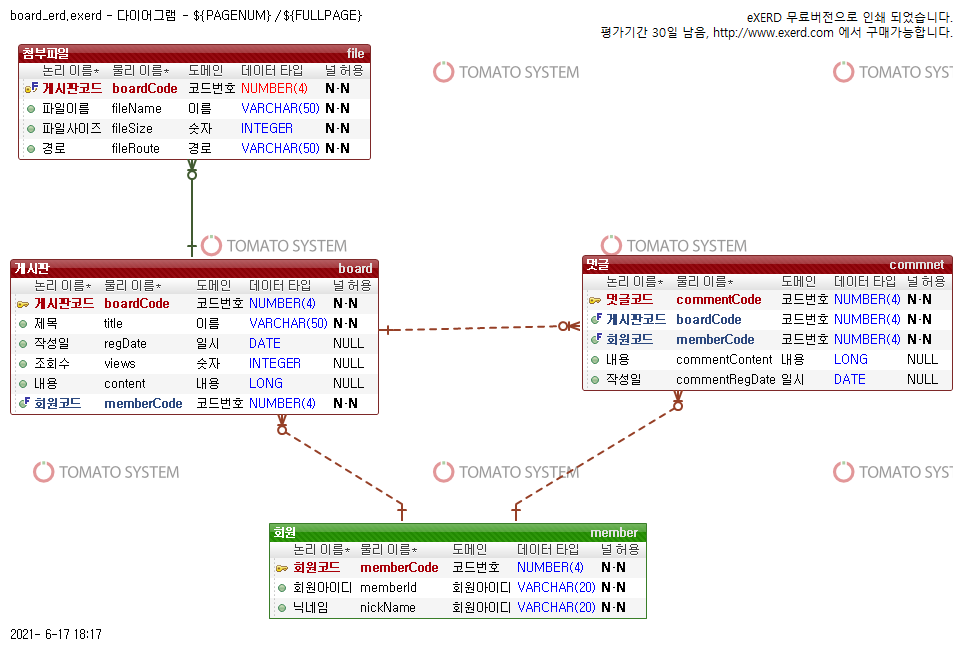 board_erd.exerd - 다이어그램 - ${PAGENUM} /${FULLPAGE}
eXERD 무료버전으로 인쇄 되었습니다.
평가기간 30일 남음, http://www.exerd.com 에서 구매가능합니다.
첨부파일 file
논리 이름* 물리 이름* 도메인 데이터 타입 널 허용
게시판코드 boardCode 코드번호 NUMBER(4) N·N
파일이름 fileName 이름 VARCHAR(50) N·N
파일사이즈 fileSize 숫자 INTEGER N·N
경로 fileRoute 경로 VARCHAR(50) N·N
TOMATO SYSTEM
TOMATO SYST
TOMATO SYSTEM
TOMATO SYSTEM
게시판 board
논리 이름* 물리 이름* 도메인 데이터 타입 널 허용
게시판코드 boardCode 코드번호 NUMBER(4) N·N
제목 title 이름 VARCHAR(50) N·N
작성일 regDate 일시 DATE NULL
조회수 views 숫자 INTEGER NULL
내용 content 내용 LONG NULL
회원코드 memberCode 코드번호 NUMBER(4) N·N
댓글 commnet
논리 이름* 물리 이름* 도메인 데이터 타입 널 허용
댓글코드 commentCode 코드번호 NUMBER(4) N·N
게시판코드 boardCode 코드번호 NUMBER(4) N·N
회원코드 memberCode 코드번호 NUMBER(4) N·N
내용 commentContent 내용 LONG NULL
작성일 commentRegDate 일시 DATE NULL
TOMATO SYSTEM
TOMATO SYSTEM
TOMATO SYST
회원 member
논리 이름* 물리 이름* 도메인 데이터 타입 널 허용
회원코드 memberCode 코드번호 NUMBER(4) N·N
회원아이디 memberId 회원아이디 VARCHAR(20) N·N
닉네임 nickName 회원아이디 VARCHAR(20) N·N
2021- 6-17 18:17